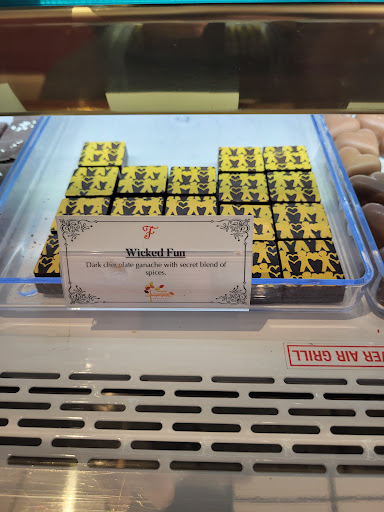 F
Wicked Fun
Dark chocolate ganache with secret blend of
spices.
VER AIR GRILL